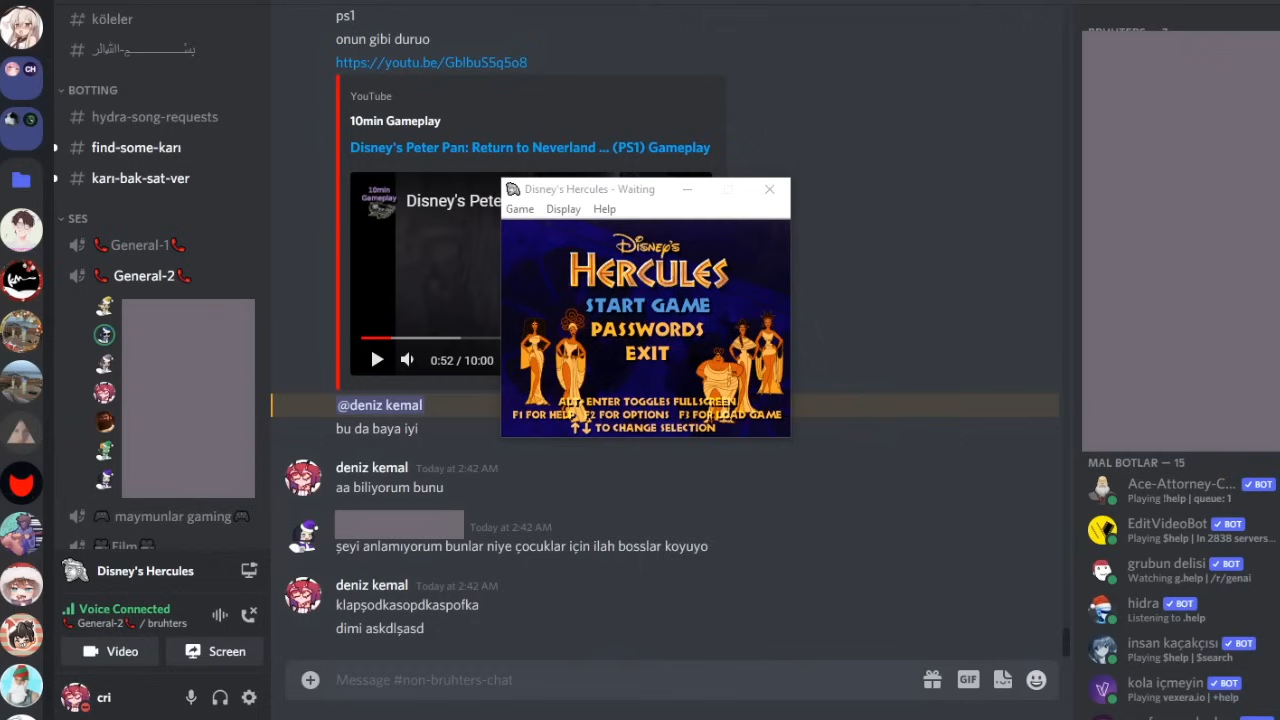 köleler
BOTTING
hydra-song-requests
find-some-karı
karı-bak-sat-ver
SES
General-1
General-2
maymunlar gaming
Film
Disney's Hercules
Voice Connected
General-2 / bruhters
Video
Screen
cri
CH
ps1
onun gibi duruo
https://youtu.be/GblbuS5q5o8
YouTube
10min Gameplay
Disney's Peter Pan: Return to Neverland ... (PS1) Gameplay
10min
Gameplay
Disney's Pete
0:52 / 10:00
Disney's Hercules - Waiting
Game Display Help
DISNEY'S
HERCULES
START GAME
PASSWORDS
EXIT
ALT- ENTER TOGGLES FULLSCREEN
F1 FOR HELP F2 FOR OPTIONS F3 FOR LOAD GAME
↑↓ TO CHANGE SELECTION
@deniz kemal
bu da baya iyi
deniz kemal Today at 2:42 AM
aa biliyorum bunu
Today at 2:42 AM
şeyi anlamıyorum bunlar niye çocuklar için ilah bosslar koyuyo
deniz kemal Today at 2:42 AM
klapşodkasopdkaspofka
dimi askdlşasd
Message #non-bruhters-chat
GIF
MAL BOTLAR — 15
Ace-Attorney-C... ✓ BOT
Playing !help | queue: 1
EditVideoBot ✓ BOT
Playing $help | In 2838 servers...
grubun delisi ✓ BOT
Watching g.help | /r/genai
hidra ✓ BOT
Listening to .help
insan kaçakçısı ✓ BOT
Playing $help | $search
kola içmeyin ✓ BOT
Playing vexera.io | +help